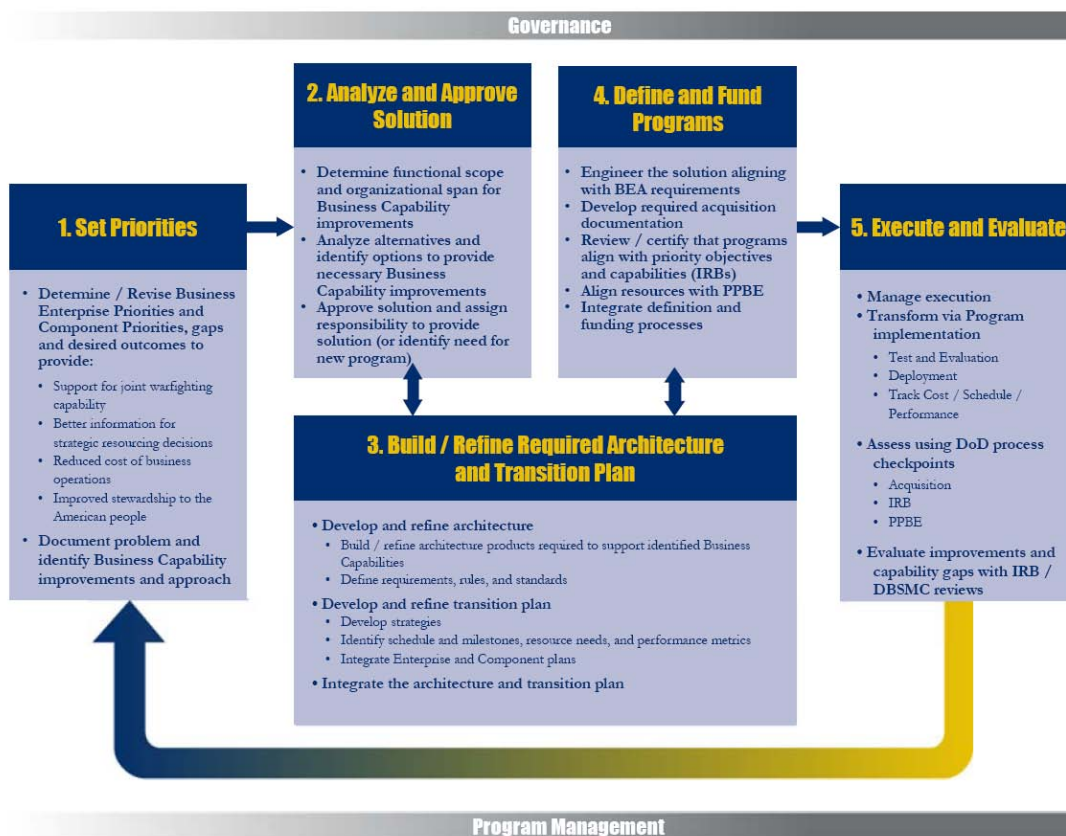 Governance
1. Set Priorities
• Determine / Revise Business
Enterprise Priorities and
Component Priorities, gaps
and desired outcomes to
provide:
• Support for joint warfighting
capability
• Better information for
strategic resourcing decisions
• Reduced cost of business
operations
• Improved stewardship to the
American people
• Document problem and
identify Business Capability
improvements and approach
2. Analyze and Approve
Solution
• Determine functional scope
and organizational span for
Business Capability
improvements
• Analyze alternatives and
identify options to provide
necessary Business
Capability improvements
• Approve solution and assign
responsibility to provide
solution (or identify need for
new program)
3. Build / Refine Required Architecture
and Transition Plan
• Develop and refine architecture
• Build / refine architecture products required to support identified Business
Capabilities
• Define requirements, rules, and standards
• Develop and refine transition plan
• Develop strategies
• Identify schedule and milestones, resource needs, and performance metrics
• Integrate Enterprise and Component plans
• Integrate the architecture and transition plan
4. Define and Fund
Programs
• Engineer the solution aligning
with BEA requirements
• Develop required acquisition
documentation
• Review / certify that programs
align with priority objectives
and capabilities (IRBs)
• Align resources with PPBE
• Integrate definition and
funding processes
5. Execute and Evaluate
• Manage execution
• Transform via Program
implementation
• Test and Evaluation
• Deployment
• Track Cost / Schedule /
Performance
• Assess using DoD process
checkpoints
• Acquisition
• IRB
• PPBE
• Evaluate improvements and
capability gaps with IRB /
DBSMC reviews
Program Management